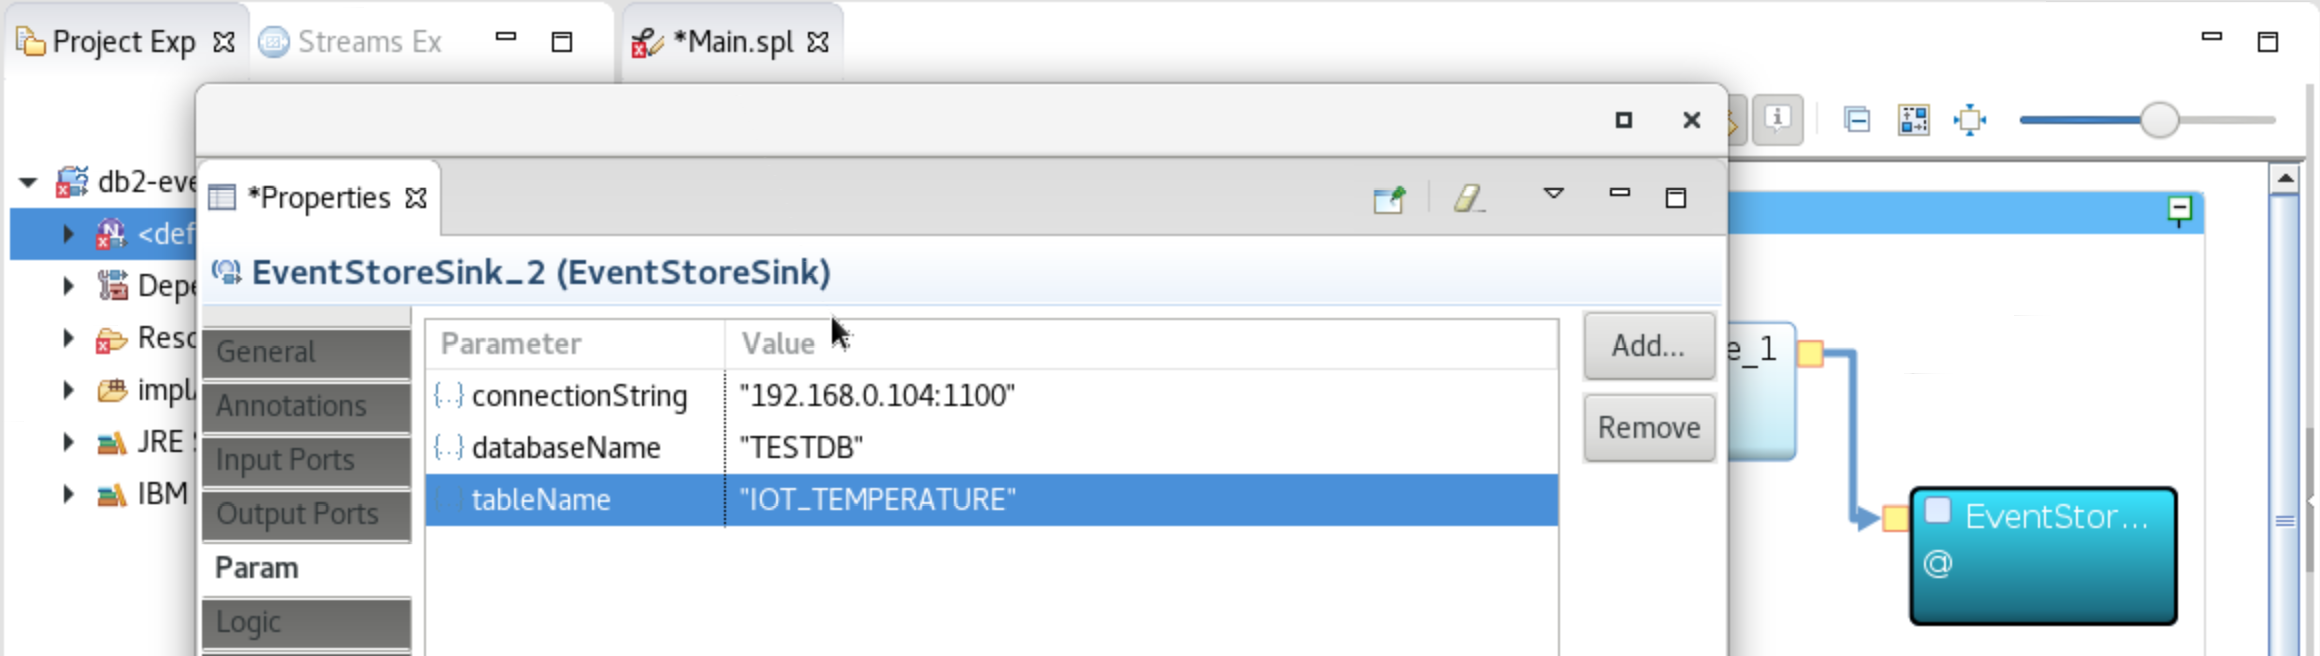 Project Exp
Streams Ex
*Main.spl
db2-eve
*Properties
<def
EventStoreSink_2 (EventStoreSink)
Depe
General
Parameter
Value
Add...
e_1
Resc
Annotations
connectionString
"192.168.0.104:1100"
impl
Input Ports
databaseName
"TESTDB"
Remove
JRE
Output Ports
tableName
"IOT_TEMPERATURE"
IBM
EventStor...
@
Param
Logic